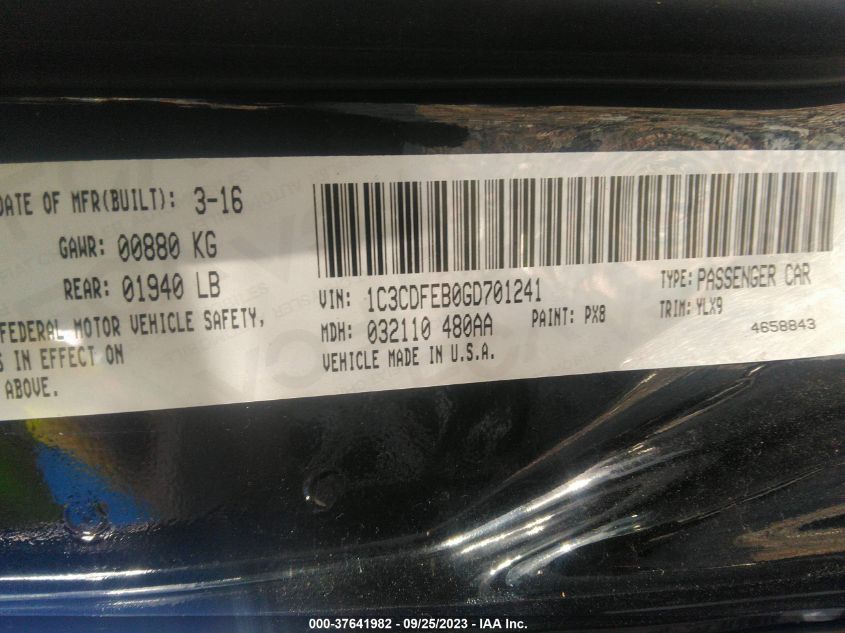 DATE OF MFR(BUILT): 3-16
GAWR: 00880 KG
REAR: 01940 LB
FEDERAL MOTOR VEHICLE SAFETY,
S IN EFFECT ON
ABOVE.
VIN: 1C3CDFEB0GD701241
TYPE: PASSENGER CAR
MDH: 032110 480AA
PAINT: PX8
TRIM: YLX9
VEHICLE MADE IN U.S.A.
4658843
000-37641982 - 09/25/2023 - IAA Inc.